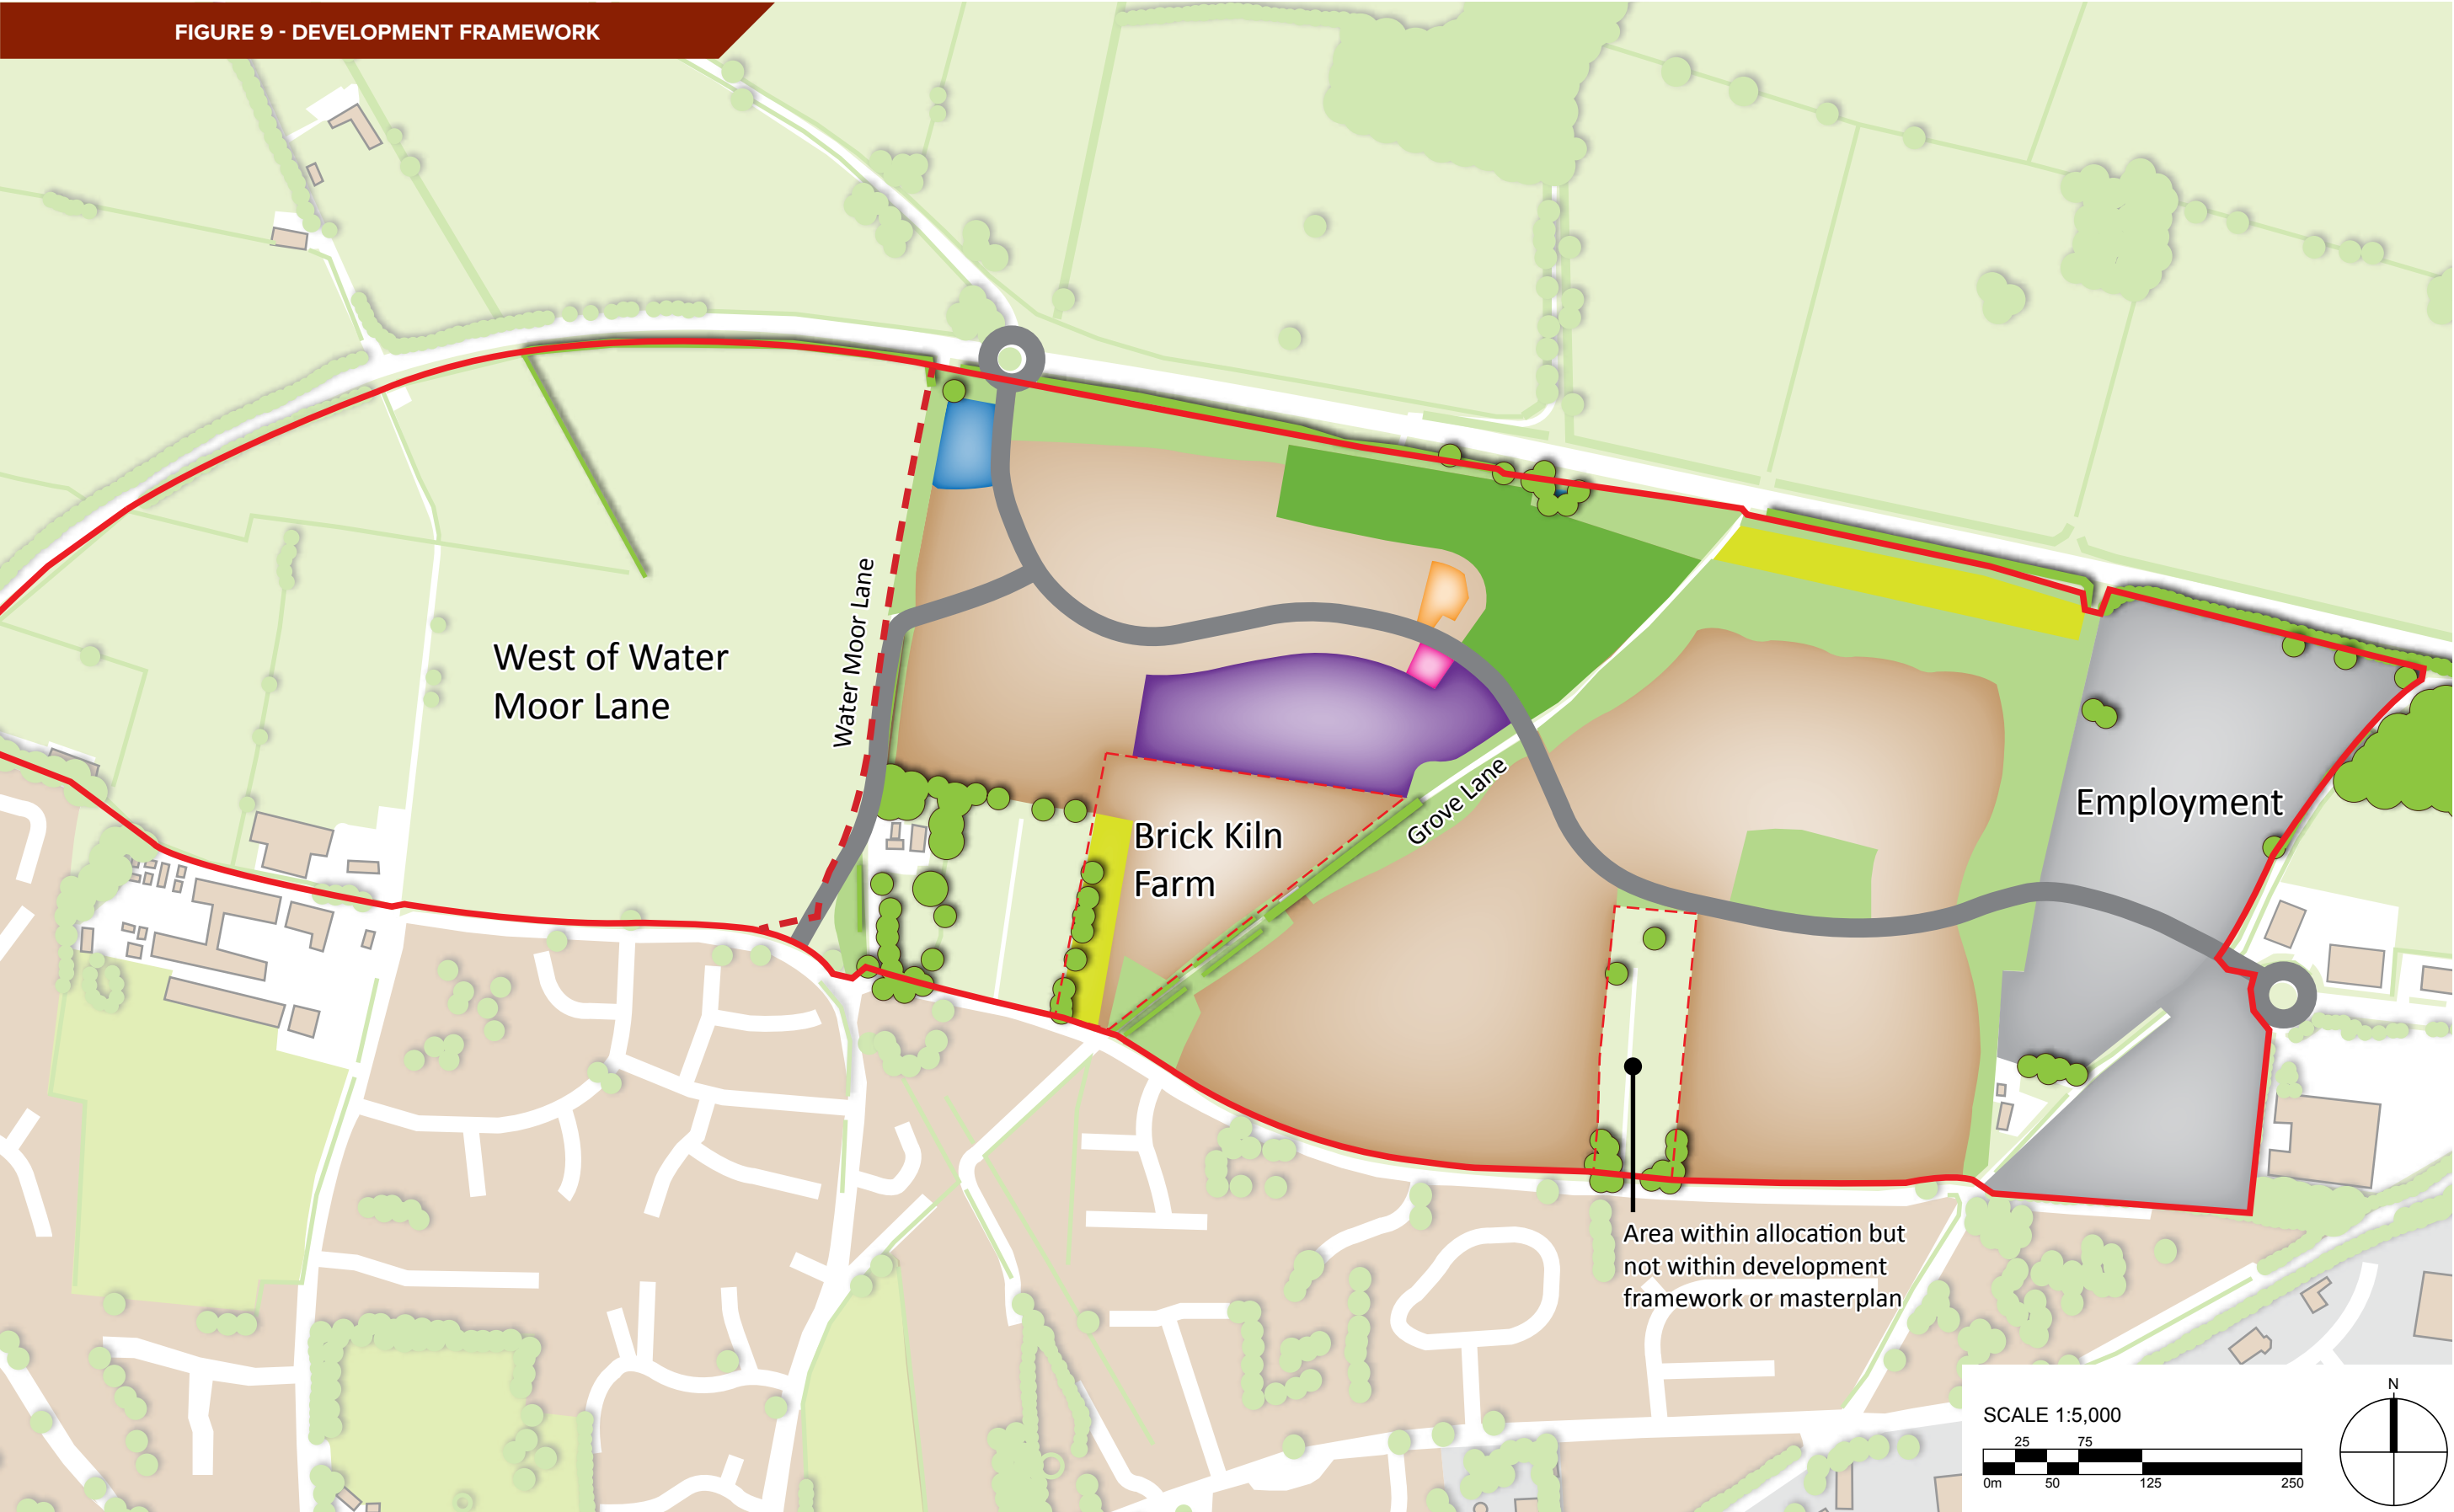 FIGURE 9 - DEVELOPMENT FRAMEWORK
West of Water
Moor Lane
Water Moor Lane
Brick Kiln
Farm
Grove Lane
Employment
Area within allocation but
not within development
framework or masterplan
SCALE 1:5,000
25 75
0m 50 125 250
N